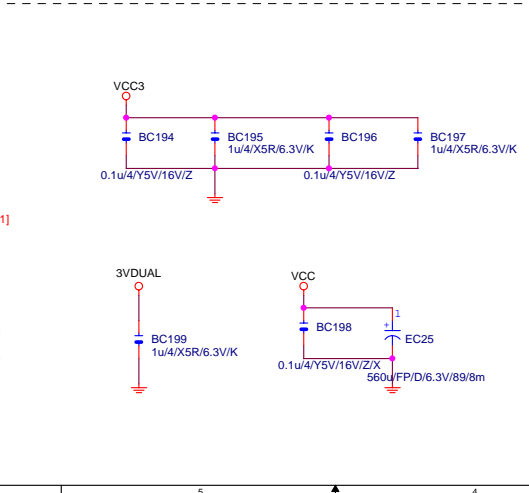 VCC3
BC194
BC195
1u/4/X5R/6.3V/K
BC196
BC197
1u/4/X5R/6.3V/K
0.1u/4/Y5V/16V/Z
0.1u/4/Y5V/16V/Z
1]
3VDUAL
BC199
1u/4/X5R/6.3V/K
VCC
1
+
BC198
EC25
0.1u/4/Y5V/16V/Z/X
560u/FP/D/6.3V/89/8m
5
4